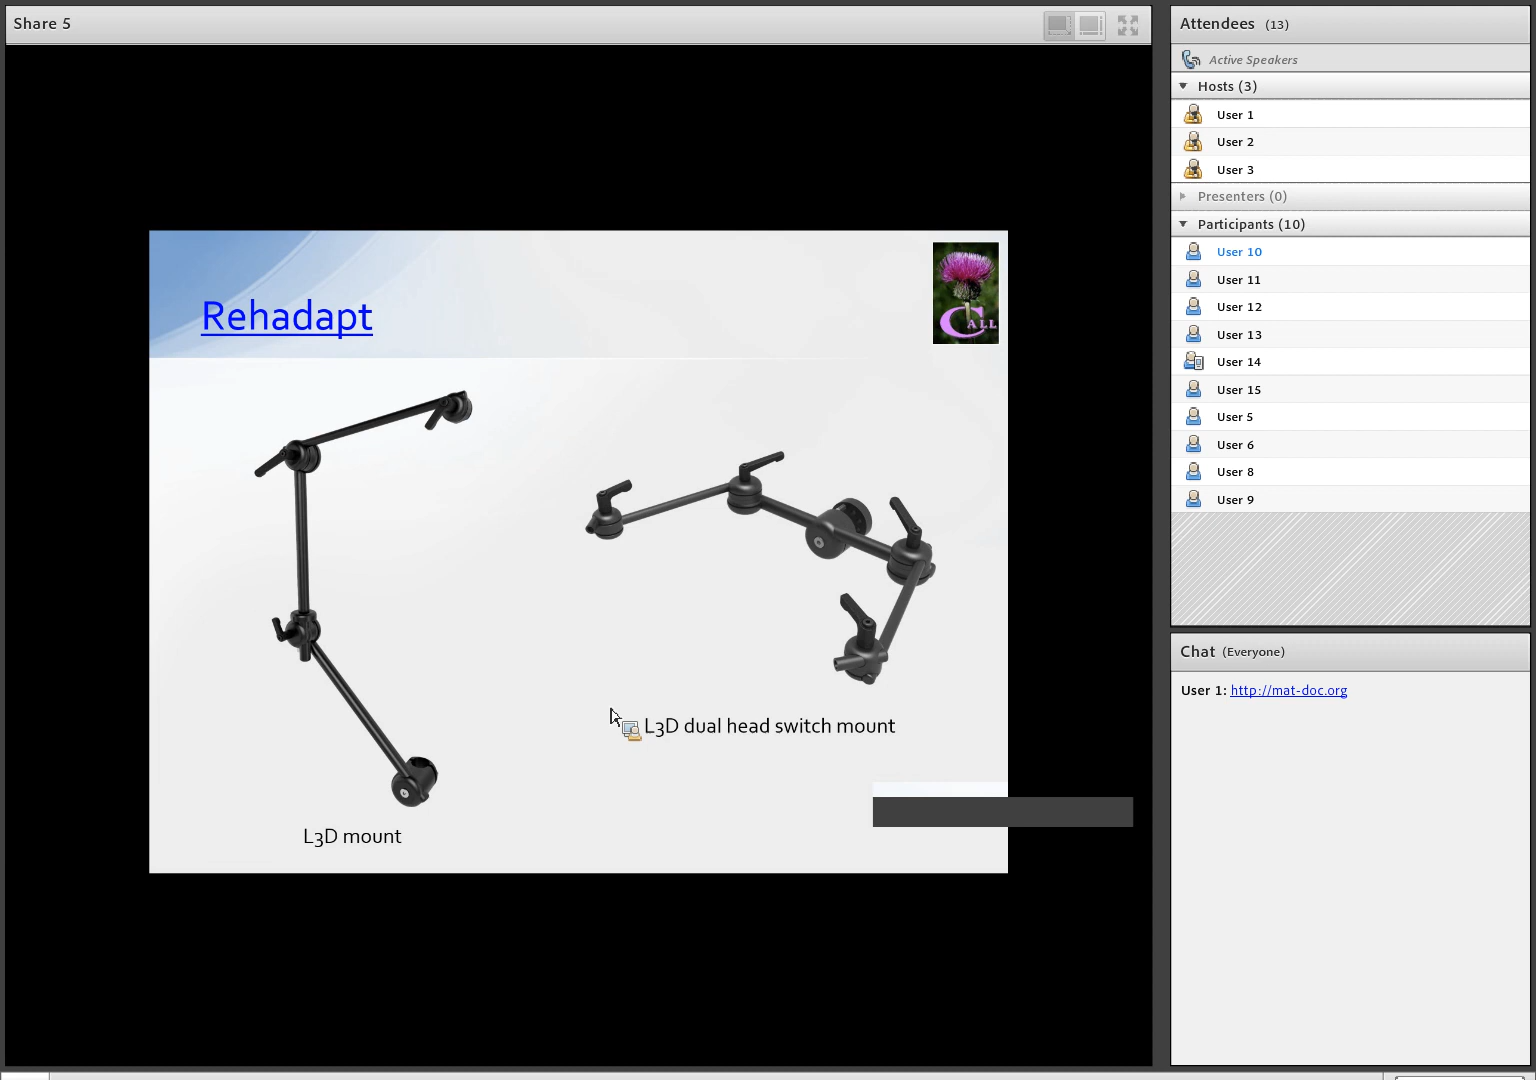 Share 5
Rehadapt
CALL
L3D dual head switch mount
L3D mount
Attendees (13)
Active Speakers
Hosts (3)
User 1
User 2
User 3
Presenters (0)
Participants (10)
User 10
User 11
User 12
User 13
User 14
User 15
User 5
User 6
User 8
User 9
Chat (Everyone)
User 1: http://mat-doc.org